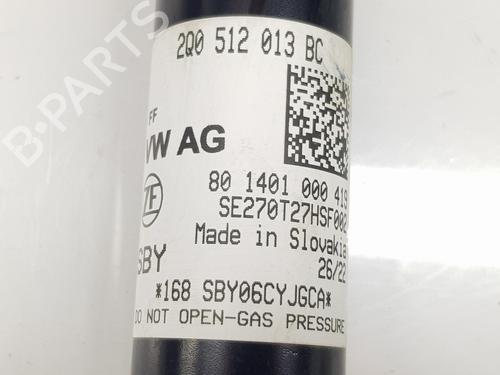 2Q0 512 013 BC
FF
VW AG
80 1401 000 419
ZF
SE270T27HSF002
Made in Slovakia
SBY
26/22
*168 SBY06CYJGCA*
DO NOT OPEN-GAS PRESSURE
B-PARTS